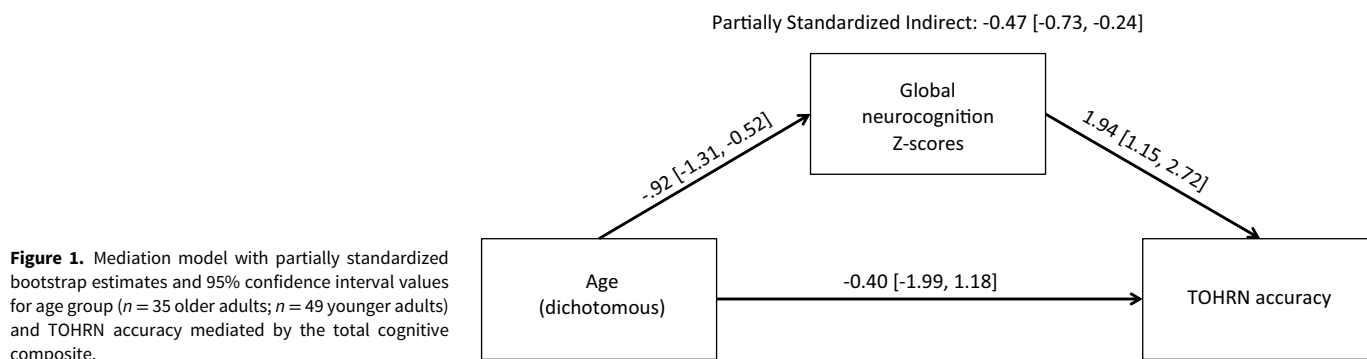 Partially Standardized Indirect: -0.47 [-0.73, -0.24]
Global
neurocognition
Z-scores
-.92 [-1.31, -0.52]
1.94 [1.15, 2.72]
Age
(dichotomous)
-0.40 [-1.99, 1.18]
TOHRN accuracy
Figure 1. Mediation model with partially standardized
bootstrap estimates and 95% confidence interval values
for age group (n = 35 older adults; n = 49 younger adults)
and TOHRN accuracy mediated by the total cognitive
composite.